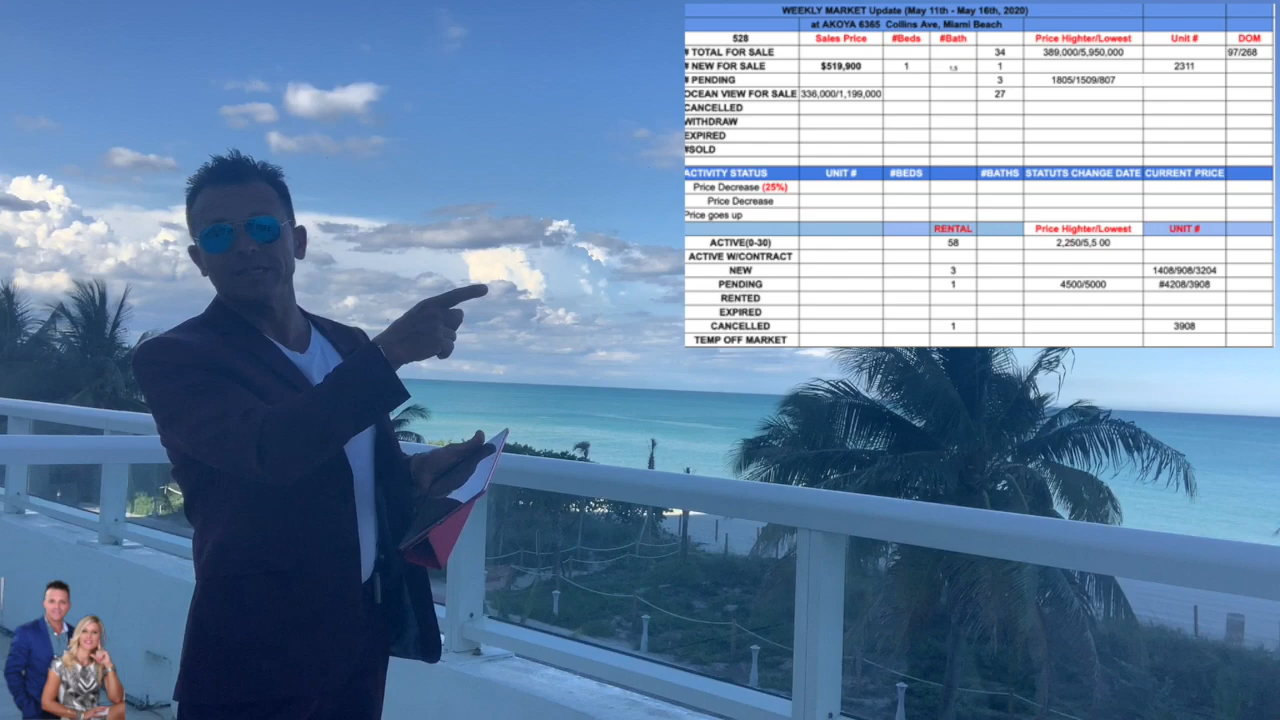 WEEKLY MARKET Update (May 11th - May 16th, 2020)
at AKOYA 6365 Collins Ave, Miami Beach
528 Sales Price #Beds #Bath Price Highter/Lowest Unit # DOM
# TOTAL FOR SALE 34 389,000/5,950,000 97/268
# NEW FOR SALE $519,900 1 1,5 1 2311
# PENDING 3 1805/1509/807
OCEAN VIEW FOR SALE 336,000/1,199,000 27
CANCELLED
WITHDRAW
EXPIRED
#SOLD
ACTIVITY STATUS UNIT # #BEDS #BATHS STATUTS CHANGE DATE CURRENT PRICE
Price Decrease (25%)
Price Decrease
Price goes up
RENTAL Price Highter/Lowest UNIT #
ACTIVE(0-30) 58 2,250/5,5 00
ACTIVE W/CONTRACT
NEW 3 1408/908/3204
PENDING 1 4500/5000 #4208/3908
RENTED
EXPIRED
CANCELLED 1 3908
TEMP OFF MARKET